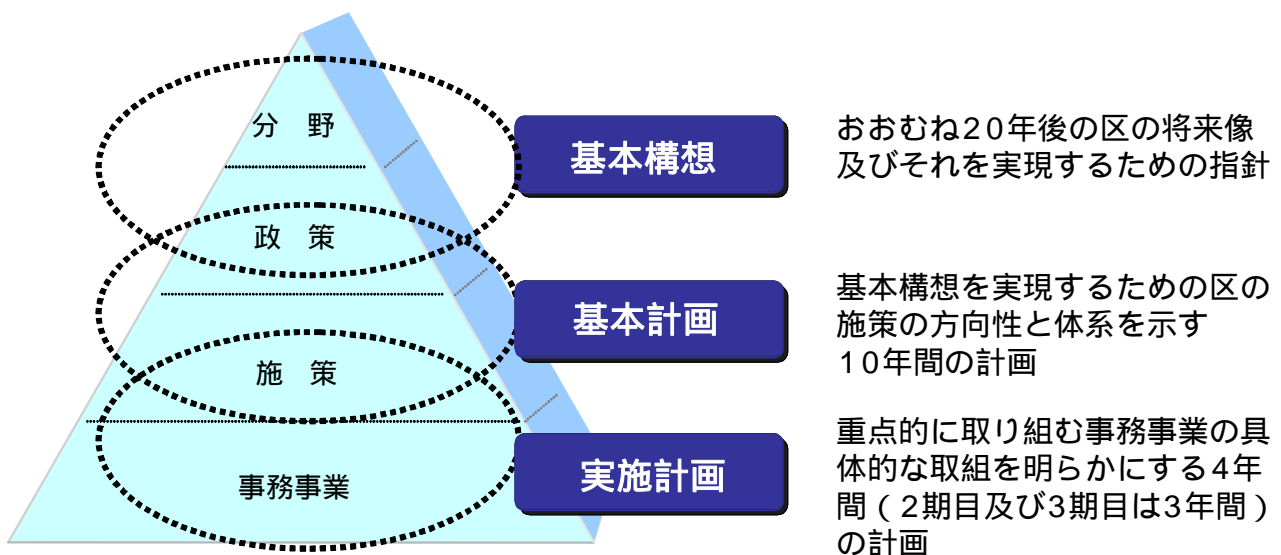 分　野
基本構想
おおむね２０年後の区の将来像
及びそれを実現するための指針
政　策
基本計画
基本構想を実現するための区の
施策の方向性と体系を示す
１０年間の計画
施　策
事務事業
実施計画
重点的に取り組む事務事業の具
体的な取組を明らかにする４年
間（２期目及び３期目は３年間）
の計画